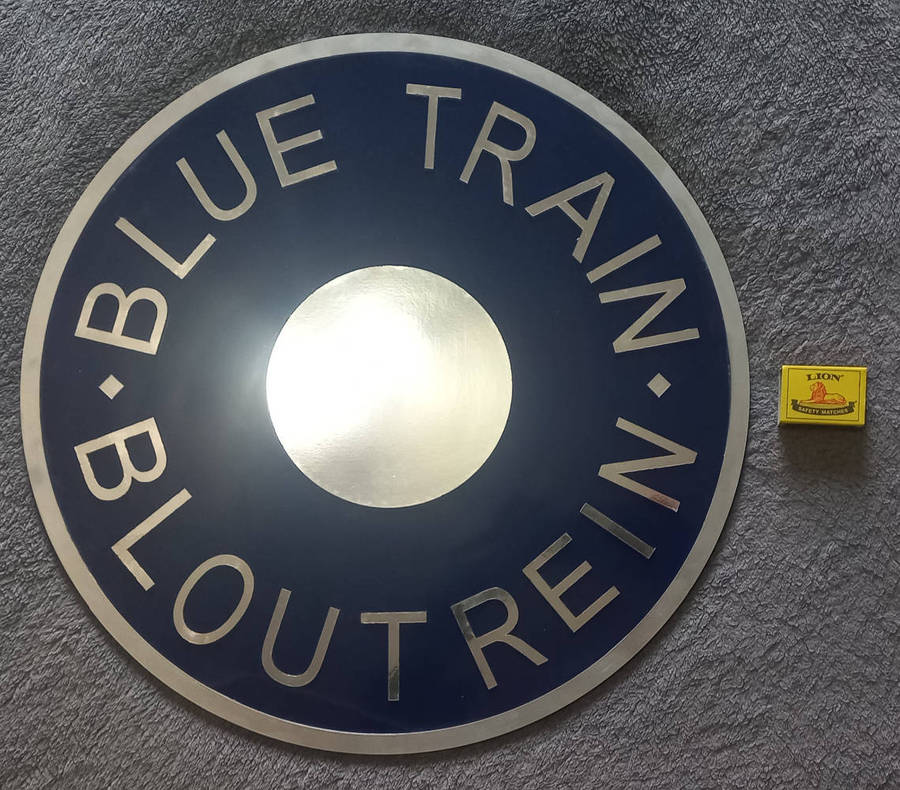 BLUE TRAIN
BLOUTREIN
LION
SAFETY MATCHES